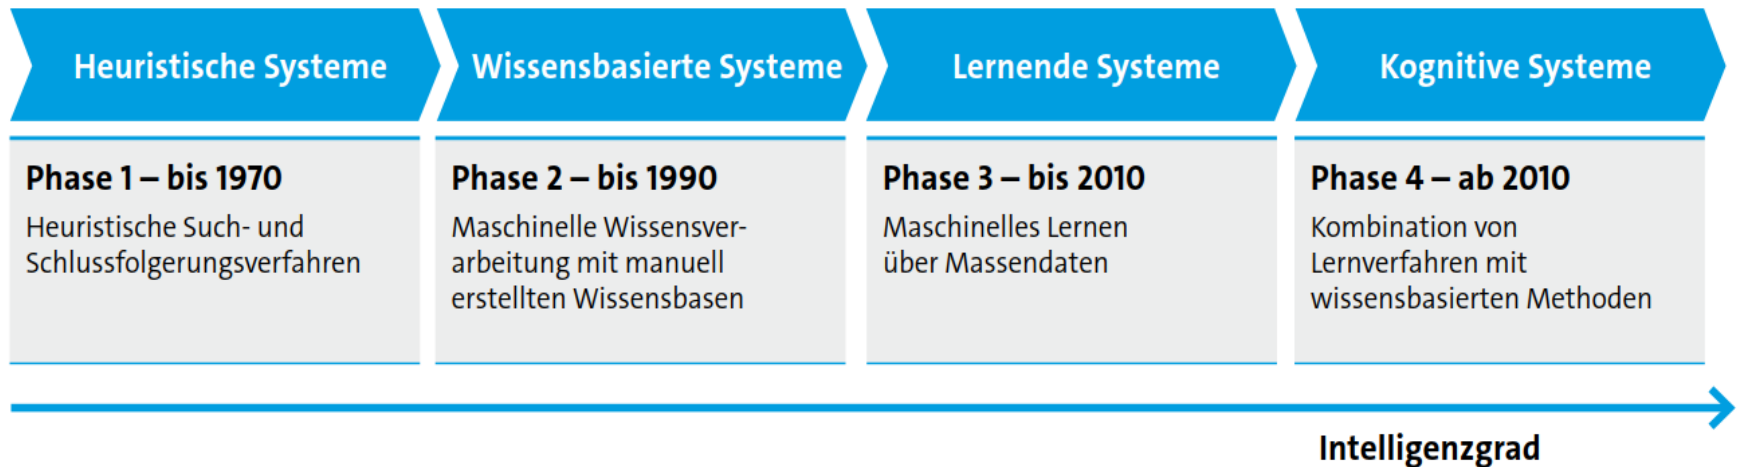 Heuristische Systeme
Wissensbasierte Systeme
Lernende Systeme
Kognitive Systeme
Phase 1 – bis 1970
Heuristische Such- und
Schlussfolgerungsverfahren
Phase 2 – bis 1990
Maschinelle Wissensver-
arbeitung mit manuell
erstellten Wissensbasen
Phase 3 – bis 2010
Maschinelles Lernen
über Massendaten
Phase 4 – ab 2010
Kombination von
Lernverfahren mit
wissensbasierten Methoden
Intelligenzgrad